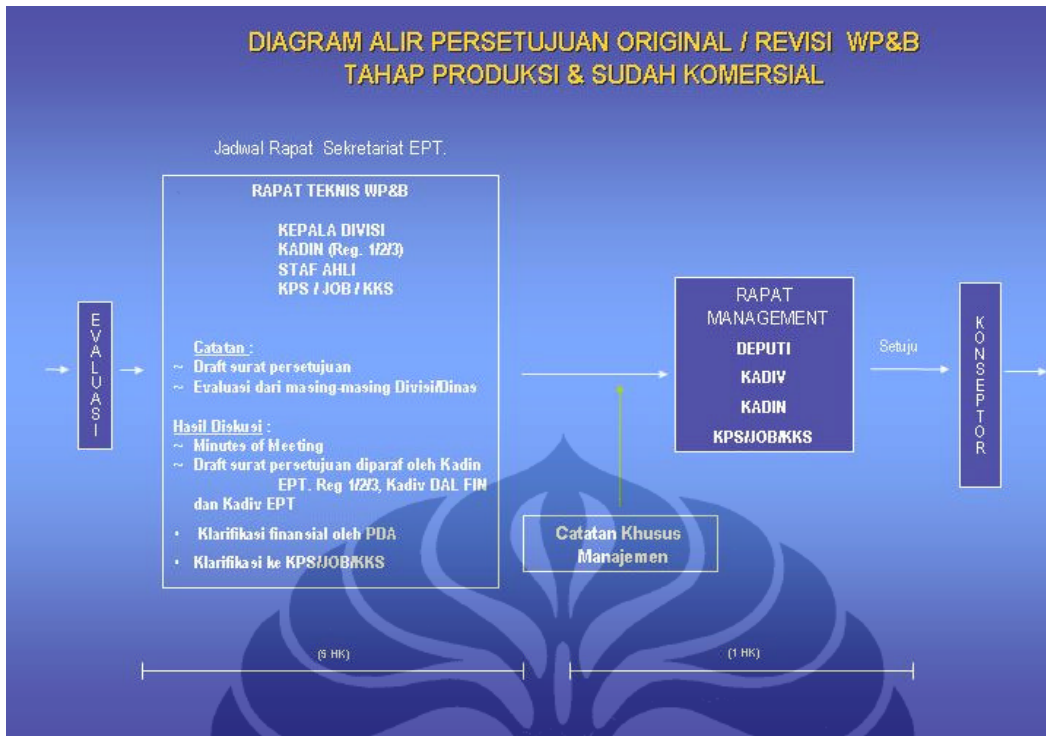 DIAGRAM ALIR PERSETUJUAN ORIGINAL / REVISI WP&B
TAHAP PRODUKSI & SUDAH KOMERSIAL
Jadwal Rapat Sekretariat EPT.
EVALUASI
RAPAT TEKNIS WP&B
KEPALA DIVISI
KADIN (Reg. 1/2/3)
STAF AHLI
KPS / JOB / KKS
Catatan :
~ Draft surat persetujuan
~ Evaluasi dari masing-masing Divisi/Dinas
Hasil Diskusi :
~ Minutes of Meeting
~ Draft surat persetujuan diparaf oleh Kadin
EPT. Reg 1/2/3, Kadiv DAL FIN
dan Kadiv EPT
• Klarifikasi finansial oleh PDA
• Klarifikasi ke KPS/JOB/KKS
Catatan Khusus
Manajemen
RAPAT
MANAGEMENT
DEPUTI
KADIV
KADIN
KPS/JOB/KKS
Setuju
KONSEPTOR
(5 HK)
(1 HK)